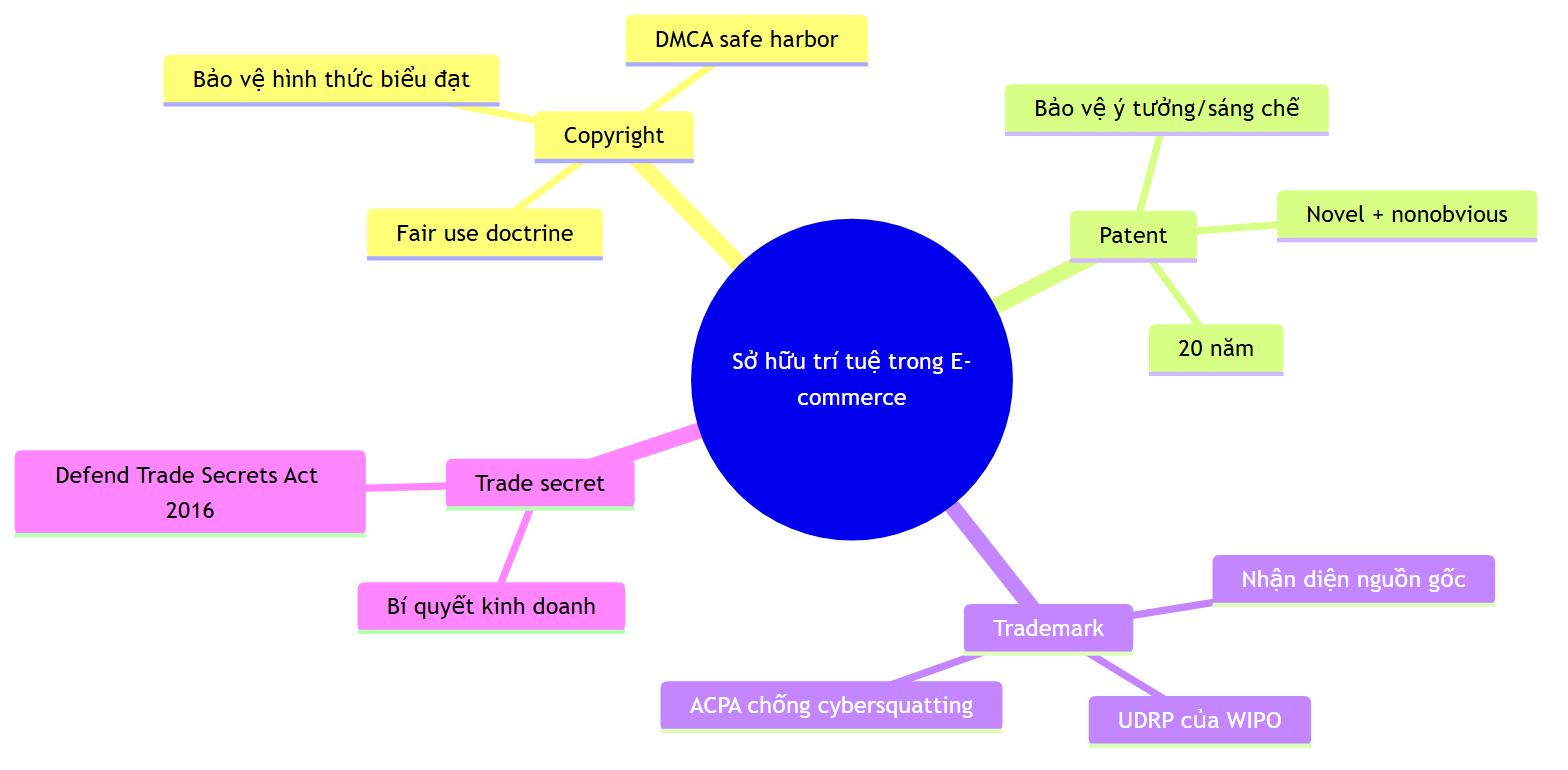 DMCA safe harbor
Bảo vệ hình thức biểu đạt
Copyright
Fair use doctrine
Bảo vệ ý tưởng/sáng chế
Novel + nonobvious
Patent
20 năm
Sở hữu trí tuệ trong E-
commerce
Defend Trade Secrets Act
2016
Trade secret
Bí quyết kinh doanh
Nhận diện nguồn gốc
Trademark
ACPA chống cybersquatting
UDRP của WIPO